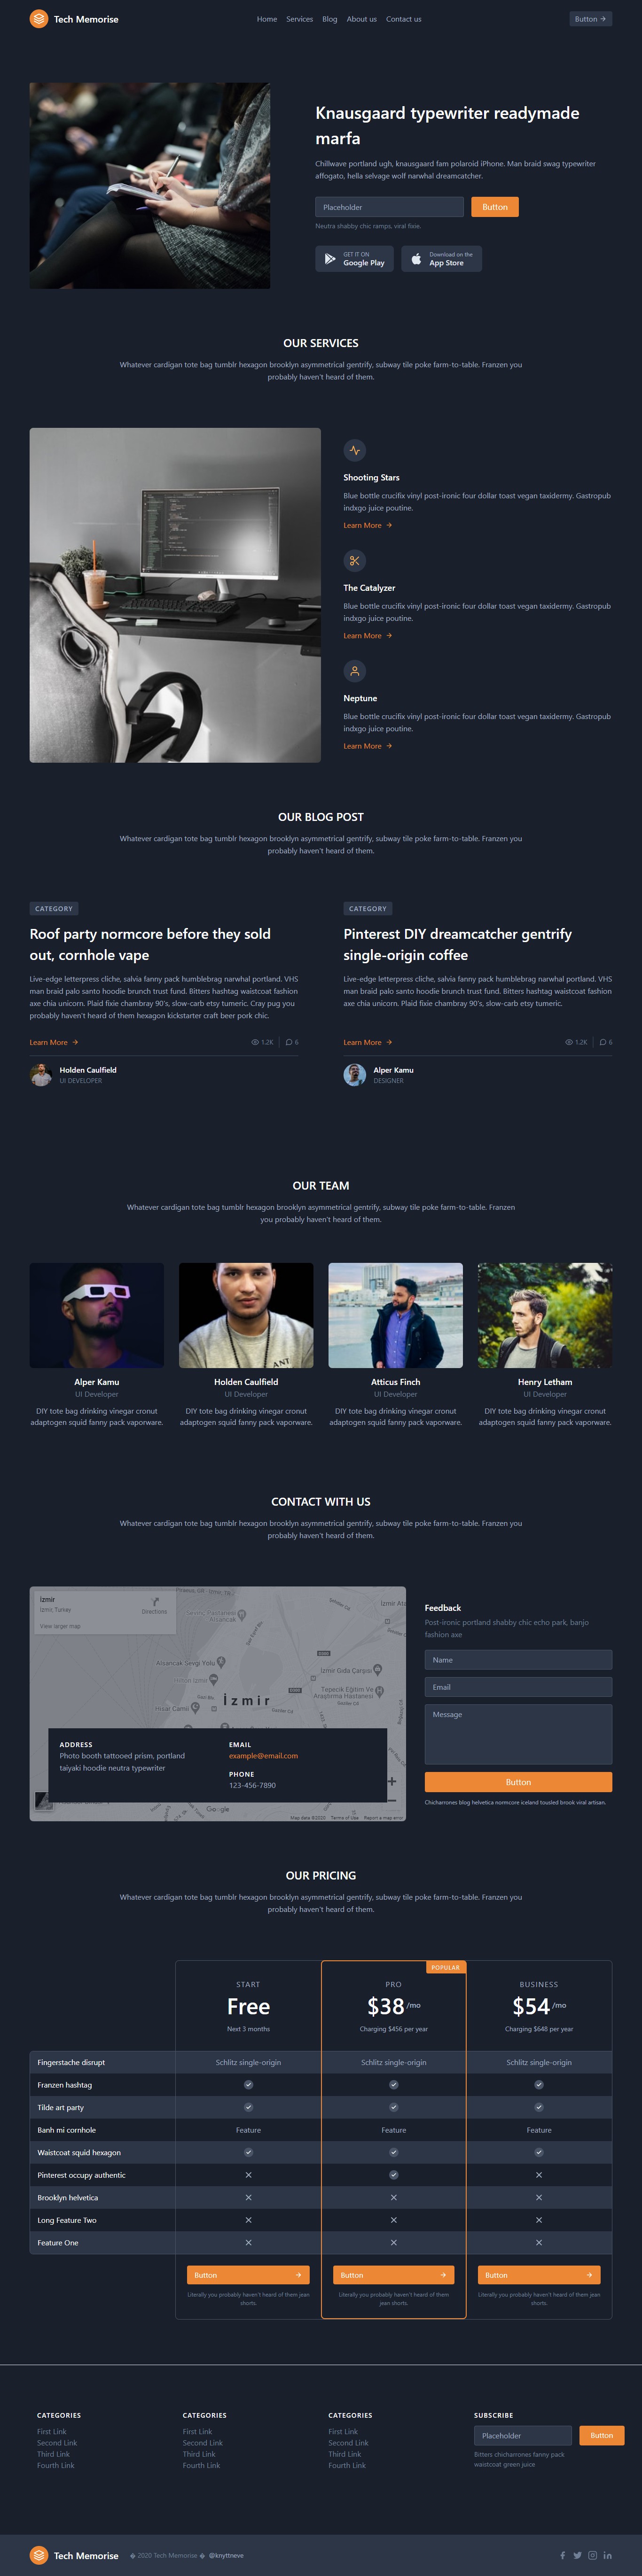 Tech Memorise
Home Services Blog About us Contact us
Button
Knausgaard typewriter readymade
marfa
Chillwave portland ugh, knausgaard fam polaroid iPhone. Man braid swag typewriter
affogato, hella selvage wolf narwhal dreamcatcher.
Placeholder
Button
Neutra shabby chic ramps, viral fixie.
GET IT ON
Google Play
Download on the
App Store
OUR SERVICES
Whatever cardigan tote bag tumblr hexagon brooklyn asymmetrical gentrify, subway tile poke farm-to-table. Franzen you
probably haven't heard of them.
Shooting Stars
Blue bottle crucifix vinyl post-ironic four dollar toast vegan taxidermy. Gastropub
indxgo juice poutine.
Learn More
The Catalyzer
Blue bottle crucifix vinyl post-ironic four dollar toast vegan taxidermy. Gastropub
indxgo juice poutine.
Learn More
Neptune
Blue bottle crucifix vinyl post-ironic four dollar toast vegan taxidermy. Gastropub
indxgo juice poutine.
Learn More
OUR BLOG POST
Whatever cardigan tote bag tumblr hexagon brooklyn asymmetrical gentrify, subway tile poke farm-to-table. Franzen you
probably haven't heard of them.
CATEGORY
Roof party normcore before they sold
out, cornhole vape
Live-edge letterpress cliche, salvia fanny pack humblebrag narwhal portland. VHS
man braid palo santo hoodie brunch trust fund. Bitters hashtag waitscoat fashion
axe chia unicorn. Plaid fixie chambray 90's, slow-carb etsy tumeric. Cray pug you
probably haven't heard of them hexagon kickstarter craft beer pork chic.
Learn More
1.2K 6
Holden Caulfield
UI DEVELOPER
CATEGORY
Pinterest DIY dreamcatcher gentrify
single-origin coffee
Live-edge letterpress cliche, salvia fanny pack humblebrag narwhal portland. VHS
man braid palo santo hoodie brunch trust fund. Bitters hashtag waistcoat fashion
axe chia unicorn. Plaid fixie chambray 90's, slow-carb etsy tumeric.
Learn More
1.2K 6
Alper Kamu
DESIGNER
OUR TEAM
Whatever cardigan tote bag tumblr hexagon brooklyn asymmetrical gentrify, subway tile poke farm-to-table. Franzen
you probably haven't heard of them.
Alper Kamu
UI Developer
DIY tote bag drinking vinegar cronut
adaptogen squid fanny pack vaporware.
Holden Caulfield
UI Developer
DIY tote bag drinking vinegar cronut
adaptogen squid fanny pack vaporware.
Atticus Finch
UI Developer
DIY tote bag drinking vinegar cronut
adaptogen squid fanny pack vaporware.
Henry Letham
UI Developer
DIY tote bag drinking vinegar cronut
adaptogen squid fanny pack vaporware.
CONTACT WITH US
Whatever cardigan tote bag tumblr hexagon brooklyn asymmetrical gentrify, subway tile poke farm-to-table. Franzen you
probably haven't heard of them.
İzmir
İzmir, Turkey
Directions
View larger map
Alsancak Sevgi Yolu
İzmir Gıda Çarşısı
Tepecik Eğitim Ve
Araştırma Hastanesi
İzmir
Hisar Camii
ADDRESS
Photo booth tattooed prism, portland
taiyaki hoodie neutra typewriter
EMAIL
example@email.com
PHONE
123-456-7890
Google
Map data ©2020 Terms of Use Report a map error
Feedback
Post-ironic portland shabby chic echo park, banjo
fashion axe
Name
Email
Message
Button
Chicharrones blog helvetica normcore iceland tousled brook viral artisan.
OUR PRICING
Whatever cardigan tote bag tumblr hexagon brooklyn asymmetrical gentrify, subway tile poke farm-to-table. Franzen you
probably haven't heard of them.
POPULAR
START PRO BUSINESS
Free $38 /mo $54 /mo
Next 3 months Charging $456 per year Charging $648 per year
Fingerstache disrupt Schlitz single-origin Schlitz single-origin Schlitz single-origin
Franzen hashtag
Tilde art party
Banh mi cornhole Feature Feature Feature
Waistcoat squid hexagon
Pinterest occupy authentic
Brooklyn helvetica
Long Feature Two
Feature One
Button Button Button
Literally you probably haven't heard of them jean
shorts.
Literally you probably haven't heard of them
jean shorts.
Literally you probably haven't heard of them jean
shorts.
CATEGORIES
First Link
Second Link
Third Link
Fourth Link
CATEGORIES
First Link
Second Link
Third Link
Fourth Link
CATEGORIES
First Link
Second Link
Third Link
Fourth Link
SUBSCRIBE
Placeholder
Button
Bitters chicharrones fanny pack
waistcoat green juice
Tech Memorise
� 2020 Tech Memorise � @knyttneve